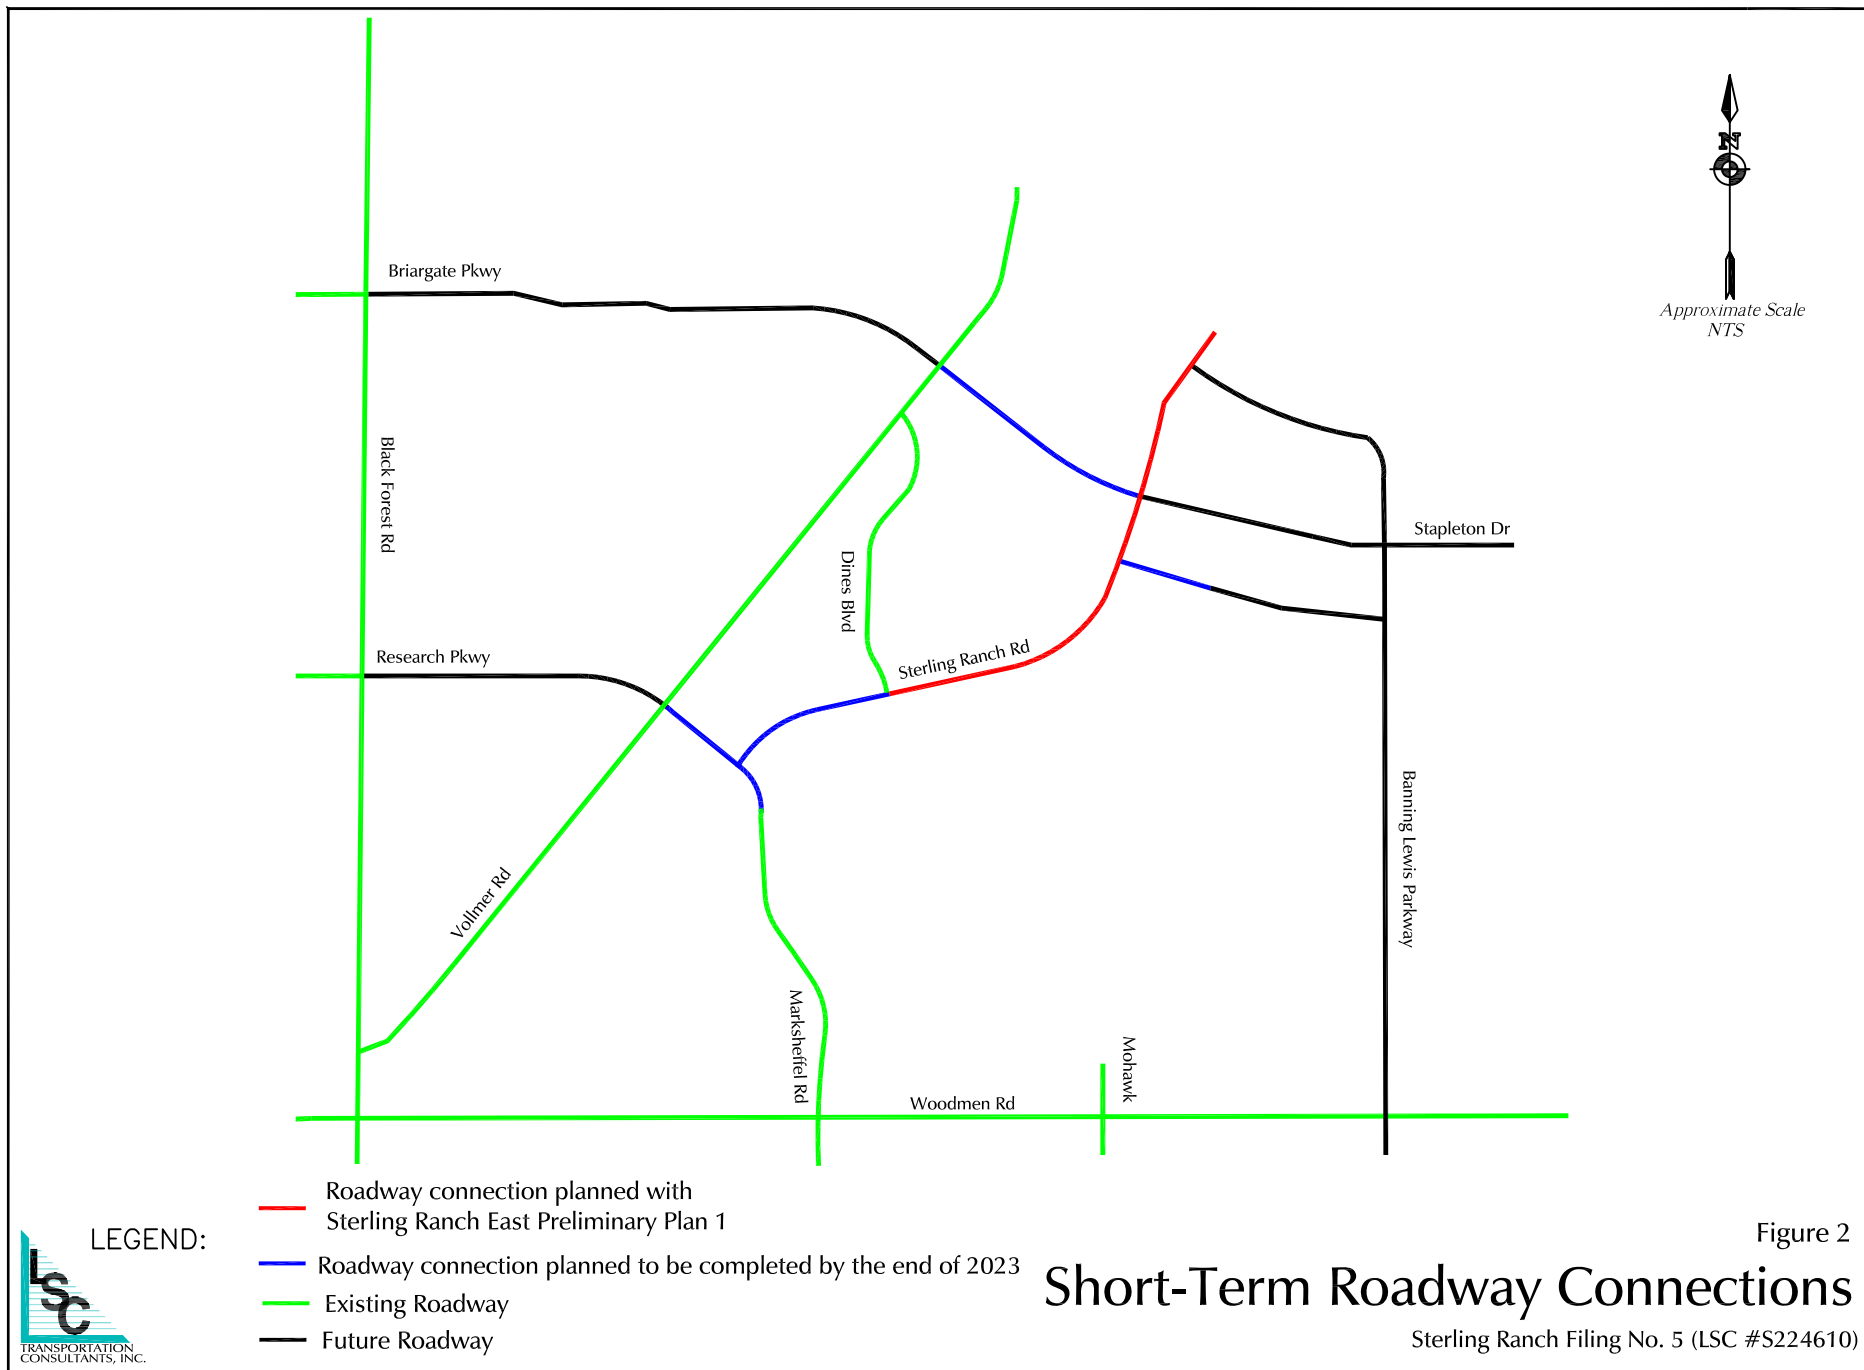 N
Approximate Scale
NTS
Briargate Pkwy
Black Forest Rd
Stapleton Dr
Dines Blvd
Sterling Ranch Rd
Research Pkwy
Banning Lewis Parkway
Vollmer Rd
Marksheffel Rd
Mohawk
Woodmen Rd
LEGEND:
Roadway connection planned with
Sterling Ranch East Preliminary Plan 1
Roadway connection planned to be completed by the end of 2023
Existing Roadway
Future Roadway
LSC
TRANSPORTATION
CONSULTANTS, INC.
Figure 2
Short-Term Roadway Connections
Sterling Ranch Filing No. 5 (LSC #S224610)